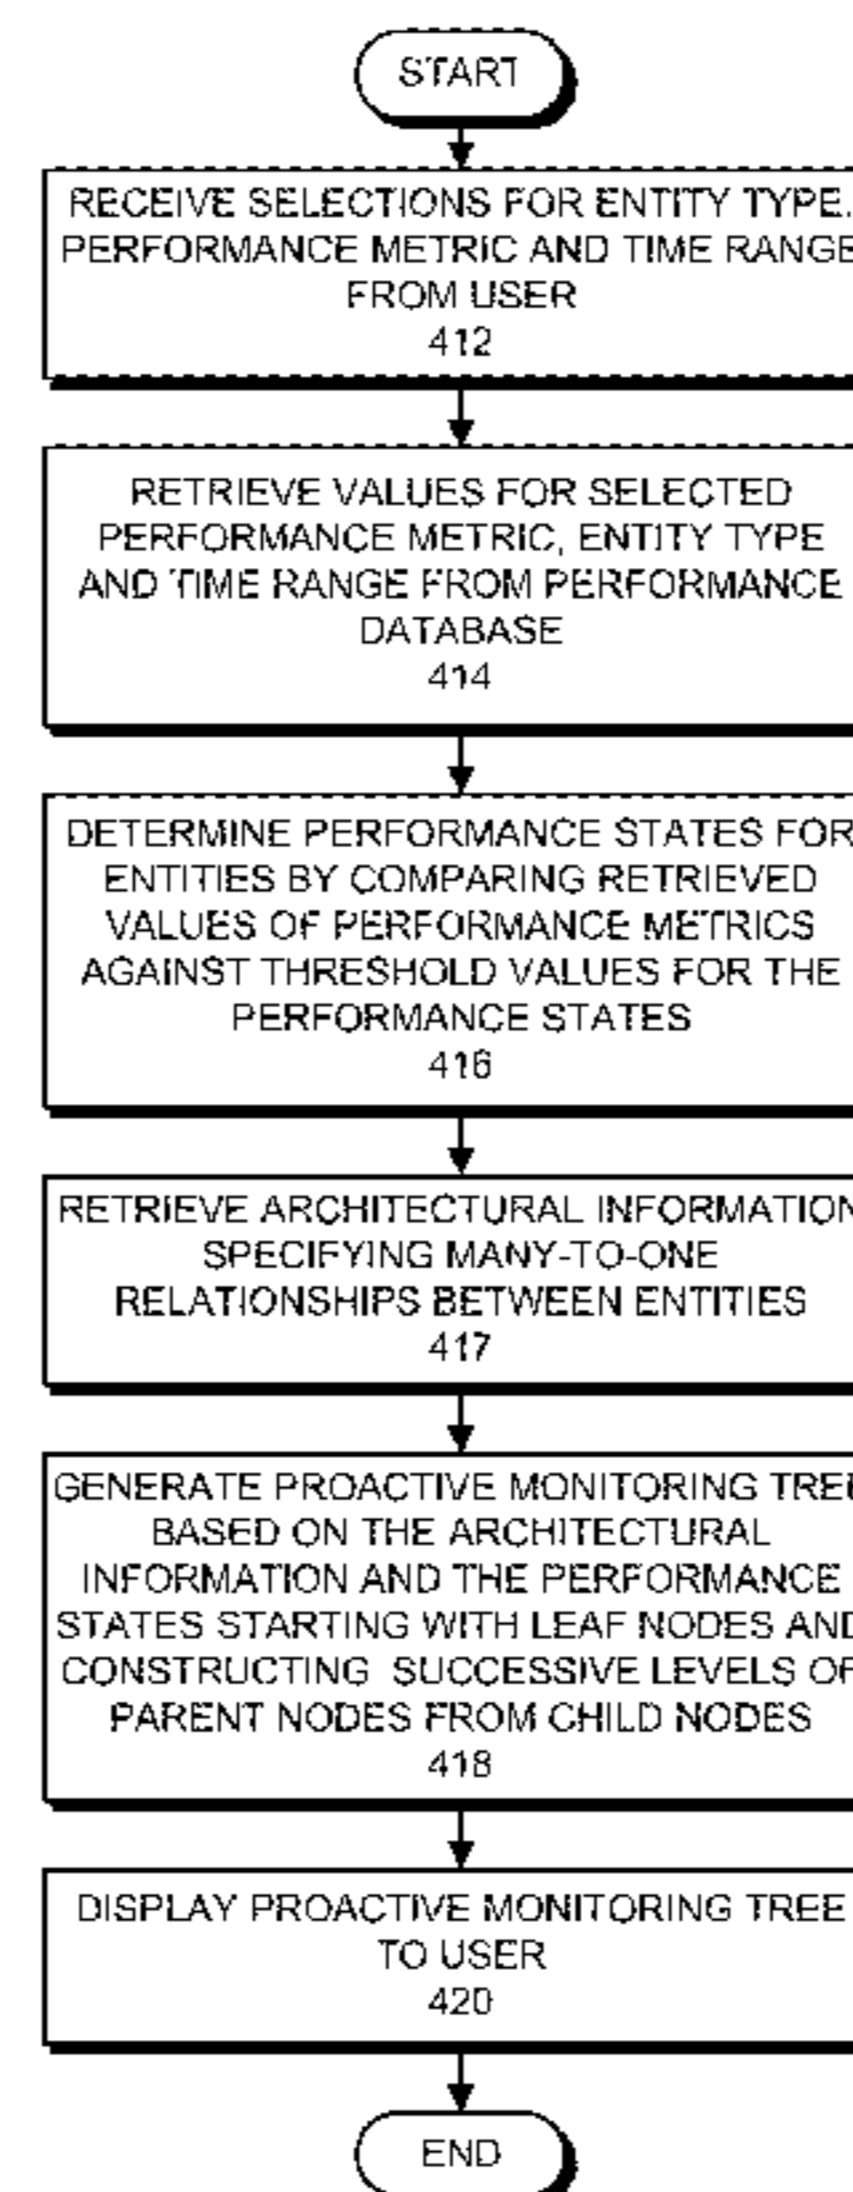 START
RECEIVE SELECTIONS FOR ENTITY TYPE,
PERFORMANCE METRIC AND TIME RANGE
FROM USER
412
RETRIEVE VALUES FOR SELECTED
PERFORMANCE METRIC, ENTITY TYPE
AND TIME RANGE FROM PERFORMANCE
DATABASE
414
DETERMINE PERFORMANCE STATES FOR
ENTITIES BY COMPARING RETRIEVED
VALUES OF PERFORMANCE METRICS
AGAINST THRESHOLD VALUES FOR THE
PERFORMANCE STATES
416
RETRIEVE ARCHITECTURAL INFORMATION
SPECIFYING MANY-TO-ONE
RELATIONSHIPS BETWEEN ENTITIES
417
GENERATE PROACTIVE MONITORING TREE
BASED ON THE ARCHITECTURAL
INFORMATION AND THE PERFORMANCE
STATES STARTING WITH LEAF NODES AND
CONSTRUCTING SUCCESSIVE LEVELS OF
PARENT NODES FROM CHILD NODES
418
DISPLAY PROACTIVE MONITORING TREE
TO USER
420
END